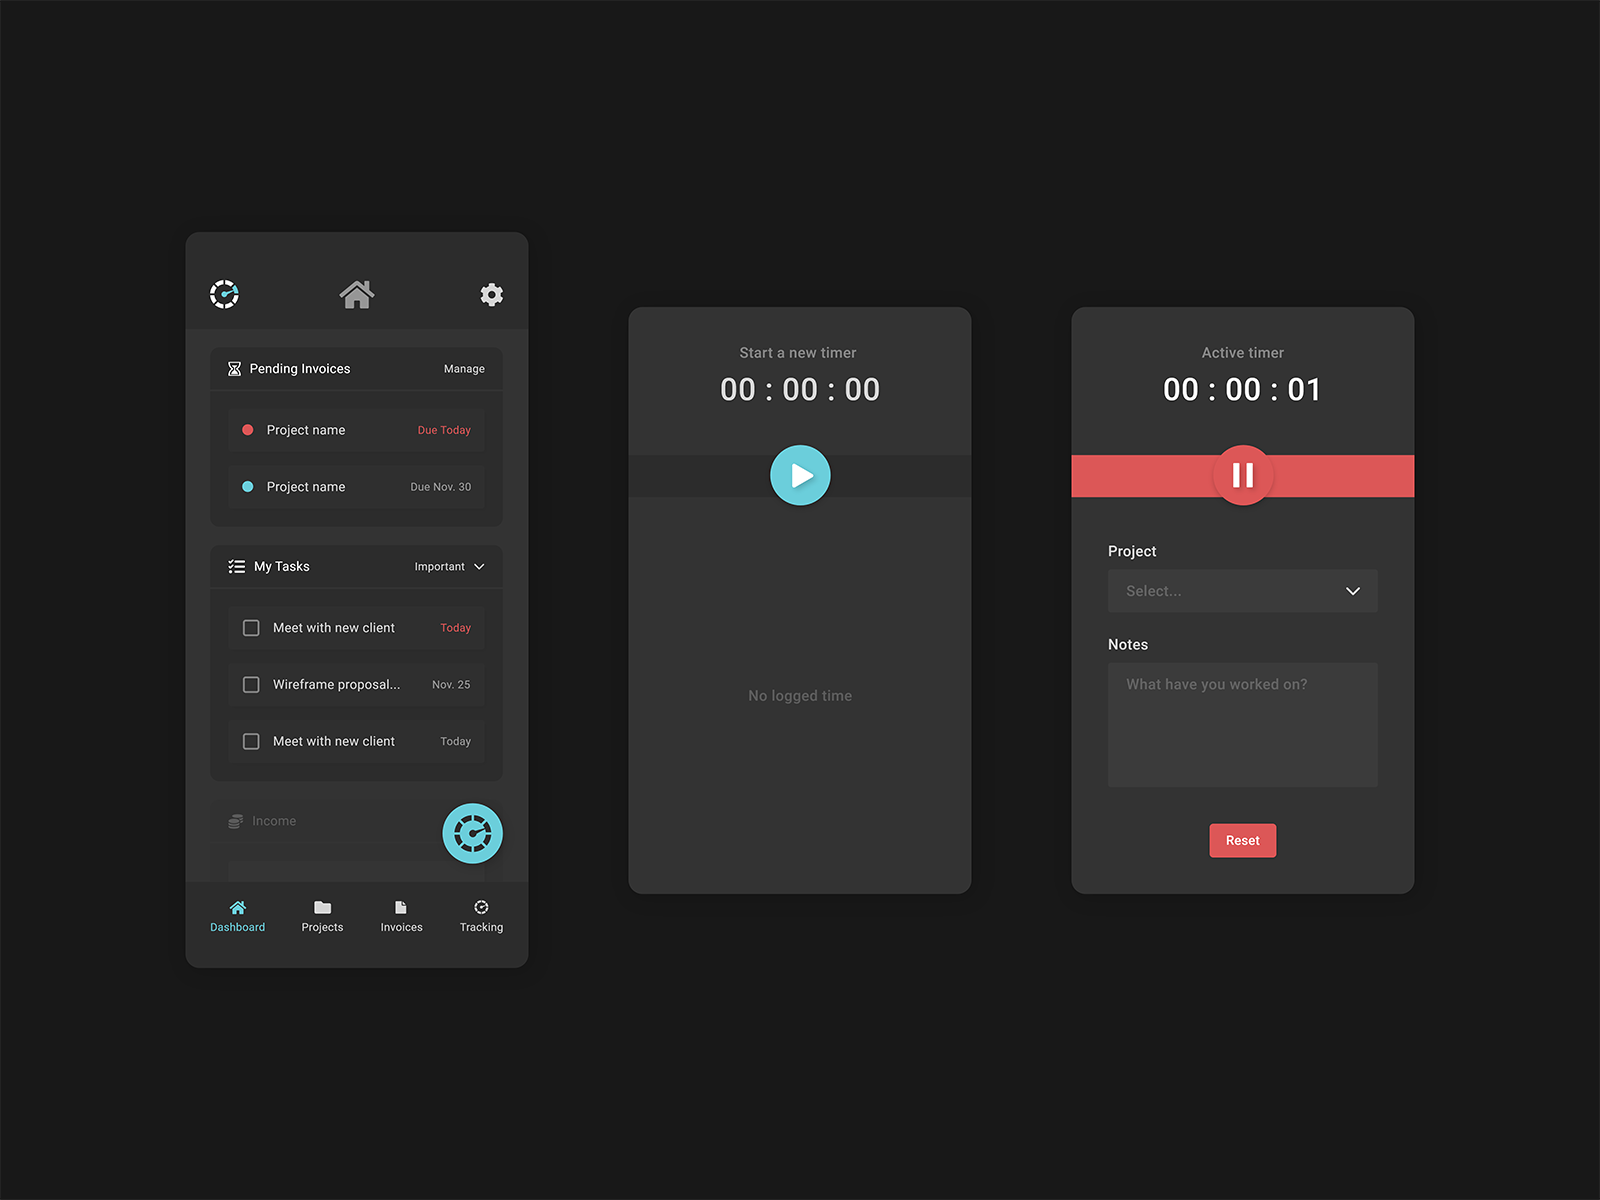 Pending Invoices Manage
Project name Due Today
Project name Due Nov. 30
My Tasks Important
Meet with new client Today
Wireframe proposal... Nov. 25
Meet with new client Today
Income
Dashboard Projects Invoices Tracking
Start a new timer
00 : 00 : 00
No logged time
Active timer
00 : 00 : 01
Project
Select...
Notes
What have you worked on?
Reset